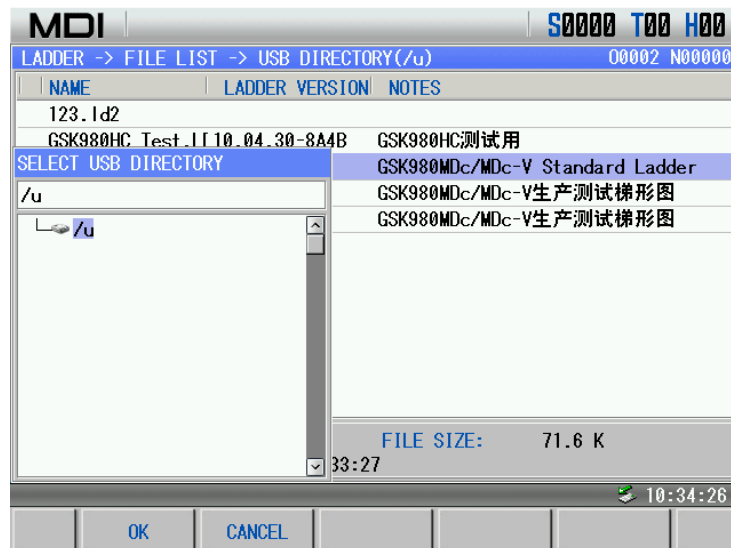 MDI S0000 T00 H00
LADDER -> FILE LIST -> USB DIRECTORY(/u) O0002 N00000
NAME LADDER VERSION NOTES
123.ld2
GSK980HC Test.l[10.04.30-8A4B GSK980HC测试用
SELECT USB DIRECTORY GSK980MDc/MDc-V Standard Ladder
/u GSK980MDc/MDc-V生产测试梯形图
/u GSK980MDc/MDc-V生产测试梯形图
FILE SIZE: 71.6 K
33:27
10:34:26
OK CANCEL